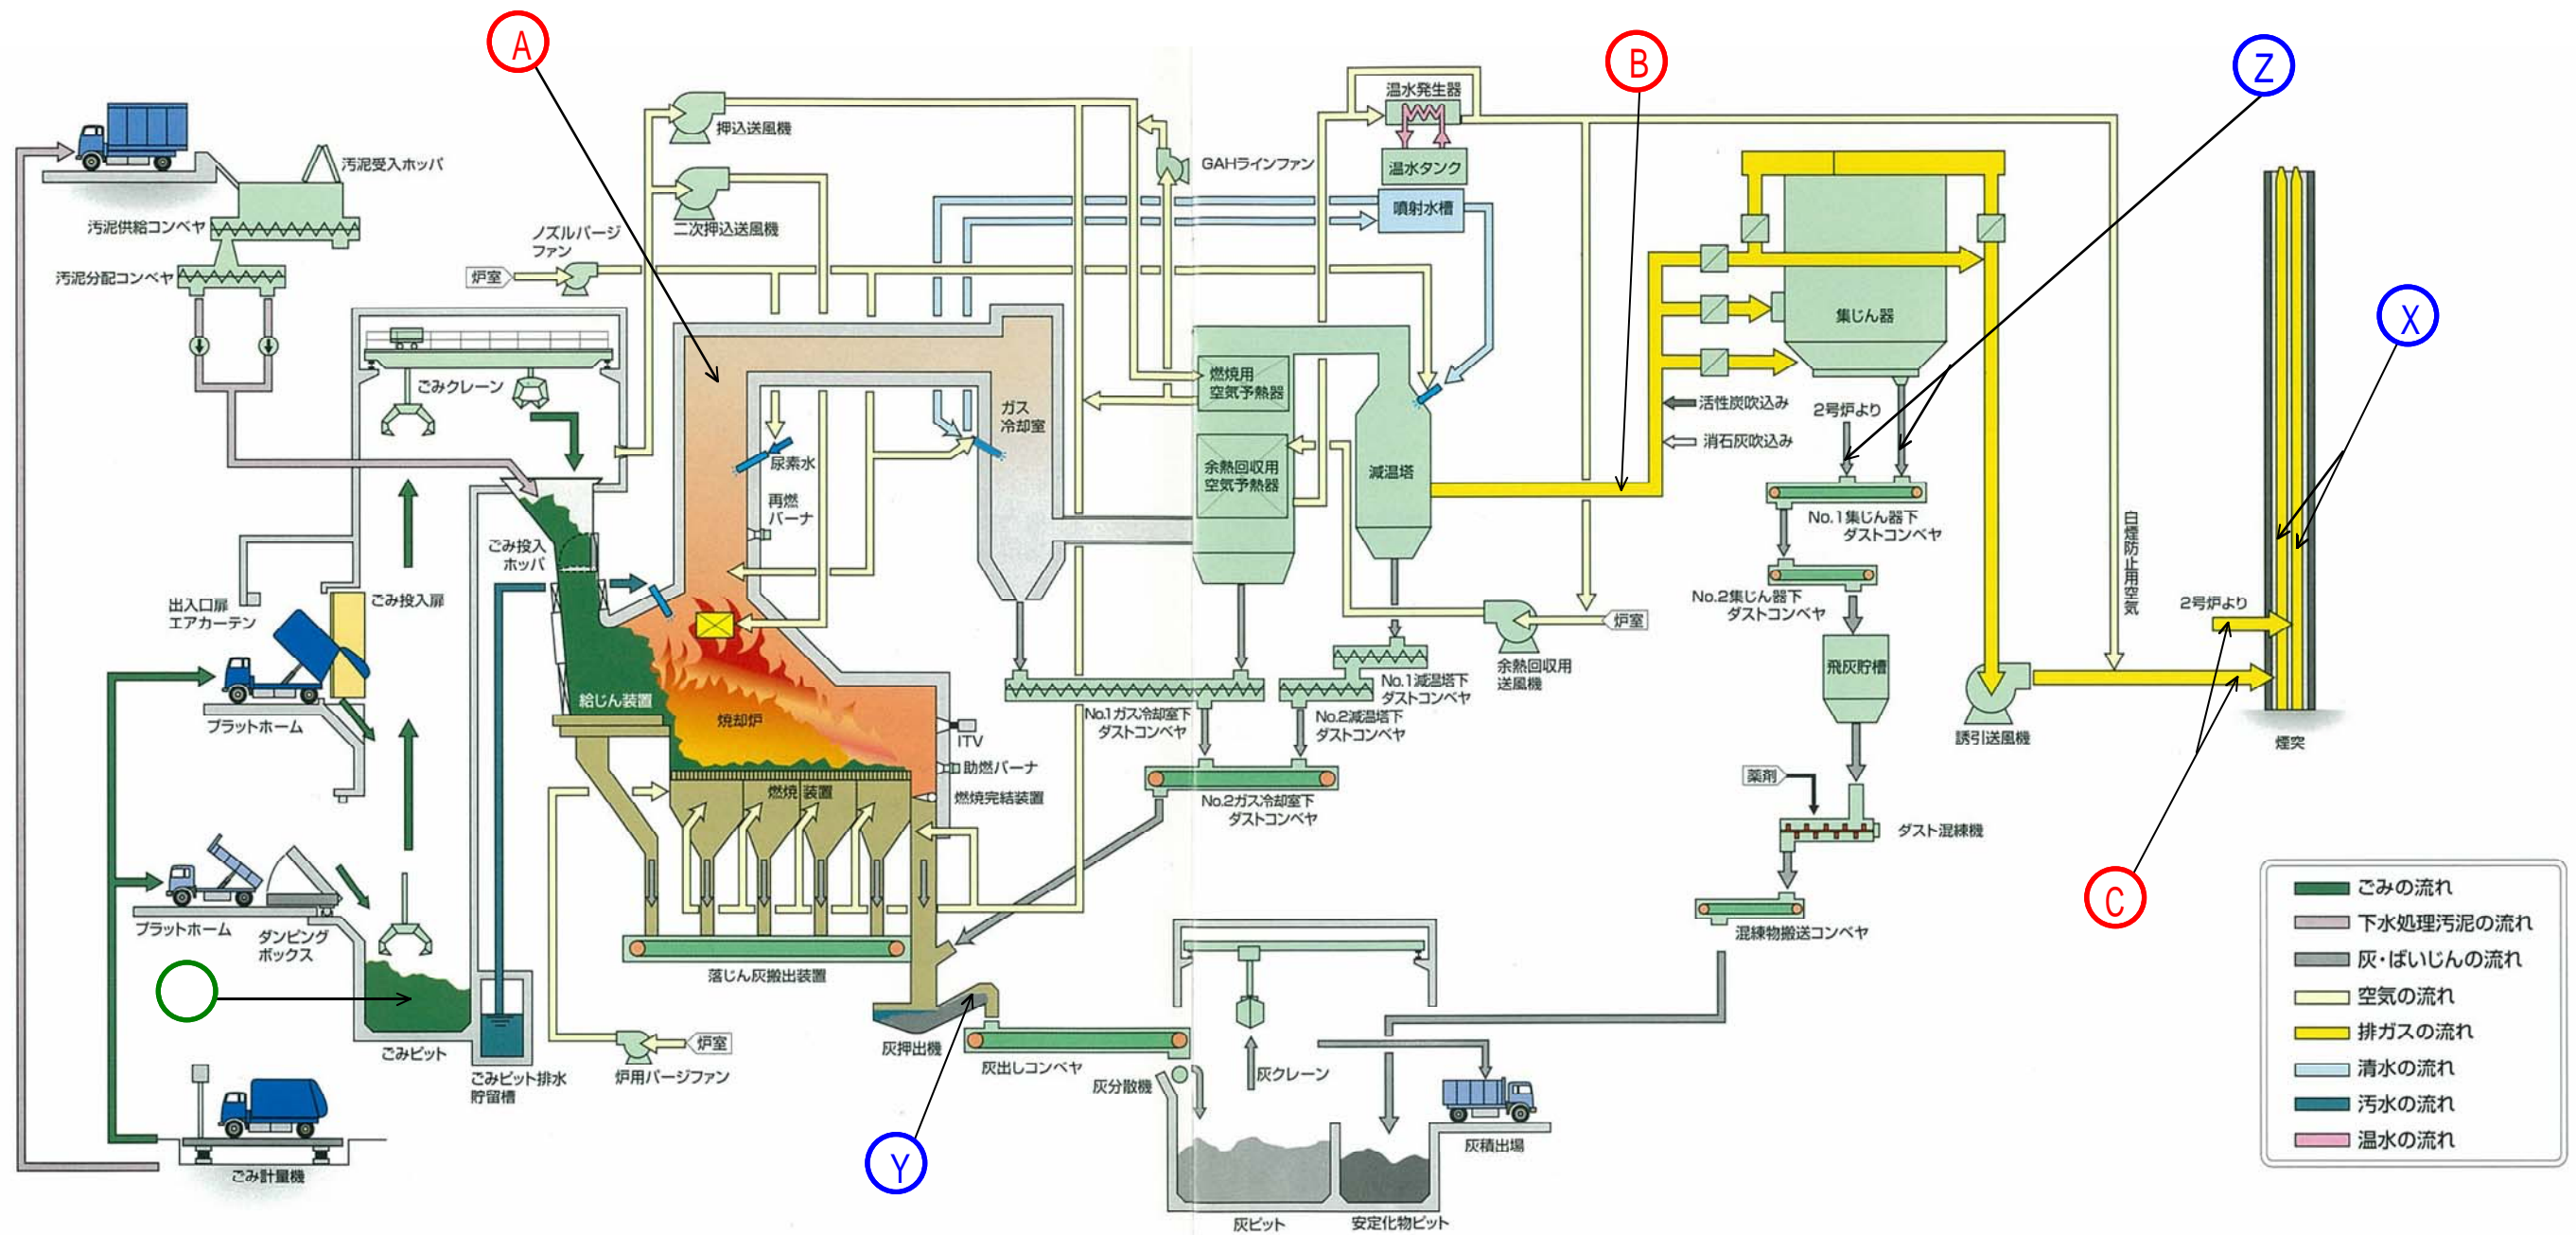 A
B
Z
X
C
Y
汚泥受入ホッパ
汚泥供給コンベヤ
汚泥分配コンベヤ
押込送風機
二次押込送風機
ノズルパージ
ファン
炉室
GAHラインファン
温水発生器
温水タンク
噴射水槽
ごみクレーン
ガス
冷却室
燃焼用
空気予熱器
余熱回収用
空気予熱器
減温塔
集じん器
活性炭吹込み
消石灰吹込み
2号炉より
尿素水
再燃
バーナ
ごみ投入
ホッパ
No.1集じん器下
ダストコンベヤ
No.2集じん器下
ダストコンベヤ
白煙防止用空気
2号炉より
出入口扉
エアカーテン
ごみ投入扉
プラットホーム
給じん装置
焼却炉
ITV
助燃バーナ
燃焼完結装置
燃焼装置
No.1ガス冷却室下
ダストコンベヤ
No.1減温塔下
ダストコンベヤ
No.2減温塔下
ダストコンベヤ
No.2ガス冷却室下
ダストコンベヤ
余熱回収用
送風機
炉室
飛灰貯槽
誘引送風機
煙突
薬剤
ダスト混練機
混練物搬送コンベヤ
プラットホーム
ダンピング
ボックス
落じん灰搬出装置
ごみピット
ごみピット排水
貯留槽
炉室
炉用パージファン
灰押出機
灰出しコンベヤ
灰分散機
灰クレーン
灰積出場
灰ピット
安定化物ピット
ごみ計量機
ごみの流れ
下水処理汚泥の流れ
灰・ばいじんの流れ
空気の流れ
排ガスの流れ
清水の流れ
汚水の流れ
温水の流れ